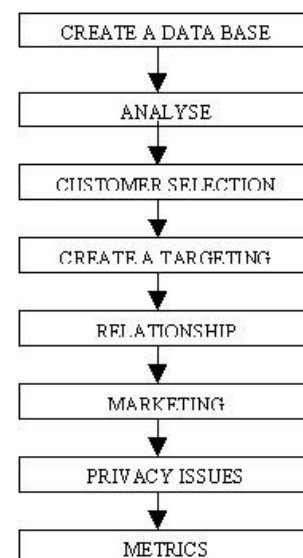 CREATE A DATA BASE
ANALYSE
CUSTOMER SELECTION
CREATE A TARGETING
RELATIONSHIP
MARKETING
PRIVACY ISSUES
METRICS